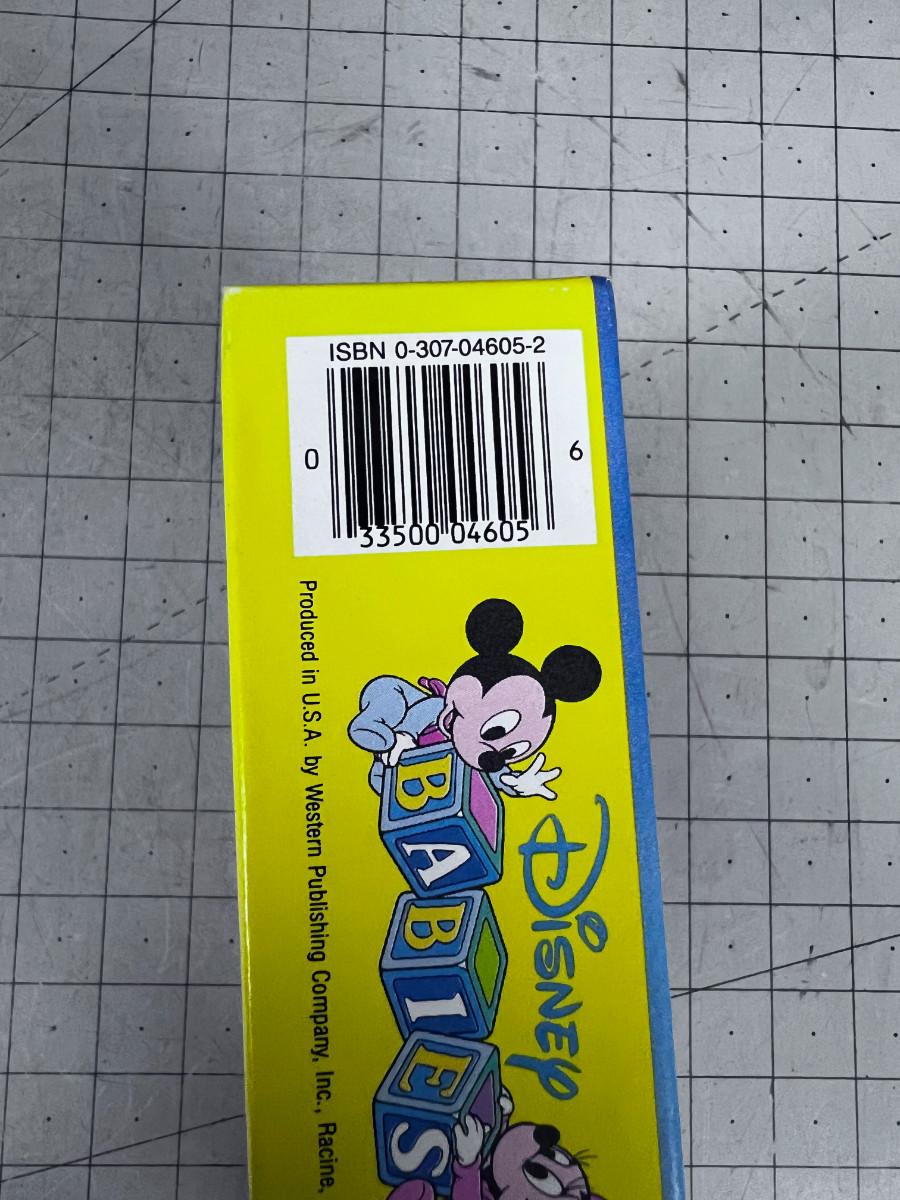 ISBN 0-307-04605-2
0 33500 04605 6
DISNEY
BABIES
Produced in U.S.A. by Western Publishing Company, Inc., Racine,